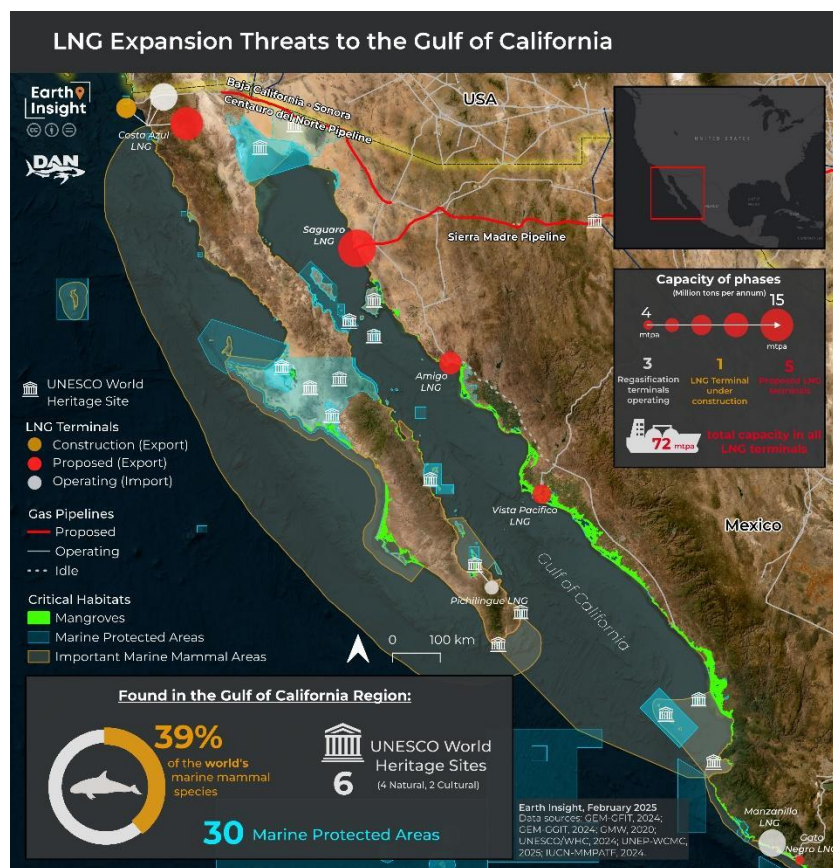 LNG Expansion Threats to the Gulf of California
Earth
Insight
DAN
Costa Azul
LNG
Baja California - Sonora
Centauro del Norte Pipeline
USA
Saguaro
LNG
Sierra Madre Pipeline
Amigo
LNG
Vista Pacifico
LNG
Mexico
Gulf of California
Pichilingue LNG
Manzanillo
LNG
Gato
Negro LNG
UNITED STATES
Capacity of phases
(Million tons per annum)
4
mtpa
15
mtpa
3
Regasification
terminals
operating
1
LNG Terminal
under
construction
5
Proposed LNG
terminals
72 mtpa
total capacity in all
LNG terminals
UNESCO World
Heritage Site
LNG Terminals
Construction (Export)
Proposed (Export)
Operating (Import)
Gas Pipelines
Proposed
Operating
Idle
Critical Habitats
Mangroves
Marine Protected Areas
Important Marine Mammal Areas
0 100 km
Found in the Gulf of California Region:
39%
of the world's
marine mammal
species
6
UNESCO World
Heritage Sites
(4 Natural, 2 Cultural)
30 Marine Protected Areas
Earth Insight, February 2025
Data sources: GEM-GFIT, 2024;
GEM-GGIT, 2024; GMW, 2020;
UNESCO/WHC, 2024; UNEP-WCMC,
2025; IUCN-MMPATF, 2024.